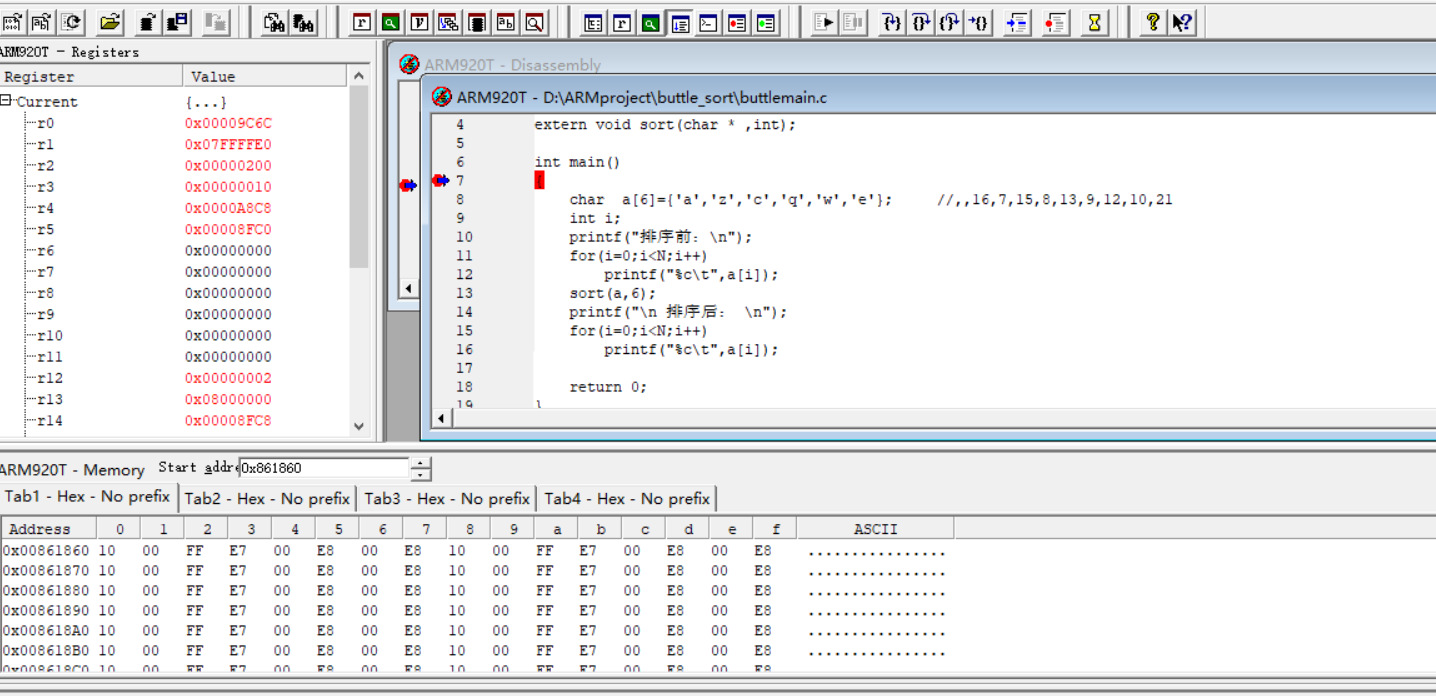 ARM920T - Registers
Register Value
Current {...}
r0 0x00009C6C
r1 0x07FFFFE0
r2 0x00000200
r3 0x00000010
r4 0x0000A8C8
r5 0x00008FC0
r6 0x00000000
r7 0x00000000
r8 0x00000000
r9 0x00000000
r10 0x00000000
r11 0x00000000
r12 0x00000002
r13 0x08000000
r14 0x00008FC8
ARM920T - Disassembly
ARM920T - D:\ARMproject\buttle_sort\buttlemain.c
4 extern void sort(char * ,int);
5
6 int main()
7 {
8 char  a[6]={'a','z','c','q','w','e'};     //,,16,7,15,8,13,9,12,10,21
9 int i;
10 printf("排序前：\n");
11 for(i=0;i<N;i++)
12 printf("%c\t",a[i]);
13 sort(a,6);
14 printf("\n 排序后： \n");
15 for(i=0;i<N;i++)
16 printf("%c\t",a[i]);
17
18 return 0;
19 }
ARM920T - Memory Start addre 0x861860
Tab1 - Hex - No prefix Tab2 - Hex - No prefix Tab3 - Hex - No prefix Tab4 - Hex - No prefix
Address 0 1 2 3 4 5 6 7 8 9 a b c d e f ASCII
0x00861860 10 00 FF E7 00 E8 00 E8 10 00 FF E7 00 E8 00 E8 ................
0x00861870 10 00 FF E7 00 E8 00 E8 10 00 FF E7 00 E8 00 E8 ................
0x00861880 10 00 FF E7 00 E8 00 E8 10 00 FF E7 00 E8 00 E8 ................
0x00861890 10 00 FF E7 00 E8 00 E8 10 00 FF E7 00 E8 00 E8 ................
0x008618A0 10 00 FF E7 00 E8 00 E8 10 00 FF E7 00 E8 00 E8 ................
0x008618B0 10 00 FF E7 00 E8 00 E8 10 00 FF E7 00 E8 00 E8 ................
0x008618C0 10 00 FF E7 00 E8 00 E8 10 00 FF E7 00 E8 00 E8